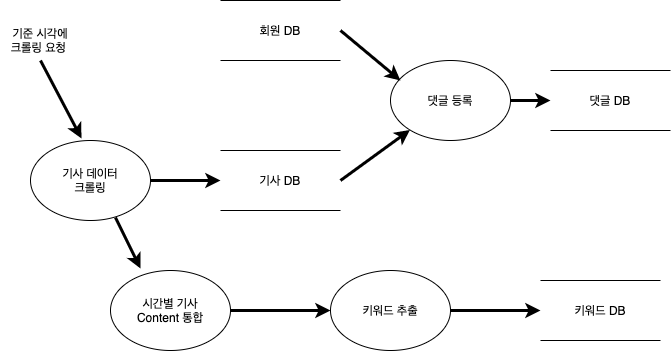 기준 시각에
크롤링 요청
회원 DB
댓글 등록
댓글 DB
기사 데이터
크롤링
기사 DB
시간별 기사
Content 통합
키워드 추출
키워드 DB